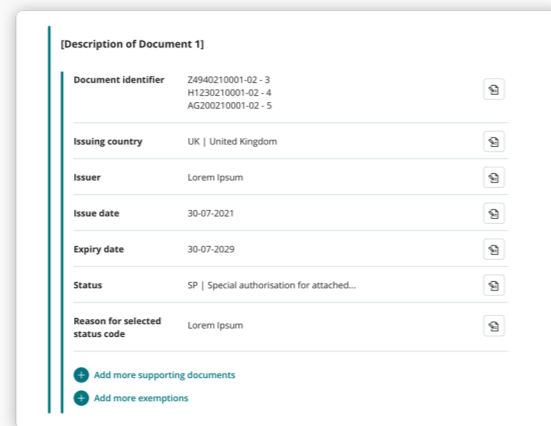 [Description of Document 1]
Document identifier
Z4940210001-02 - 3
H1230210001-02 - 4
AG200210001-02 - 5
Issuing country
UK | United Kingdom
Issuer
Lorem Ipsum
Issue date
30-07-2021
Expiry date
30-07-2029
Status
SP | Special authorisation for attached...
Reason for selected
status code
Lorem Ipsum
Add more supporting documents
Add more exemptions